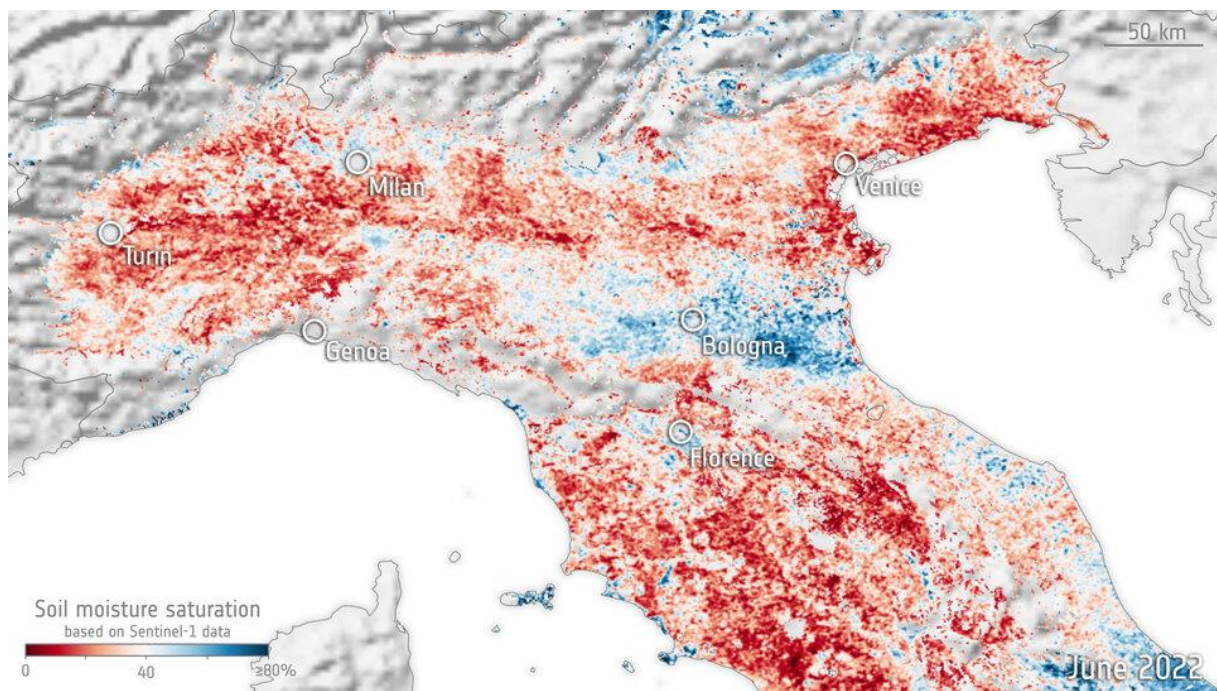 50 km
Milan
Venice
Turin
Genoa
Bologna
Florence
Soil moisture saturation
based on Sentinel-1 data
0
40
≥80%
June 2022